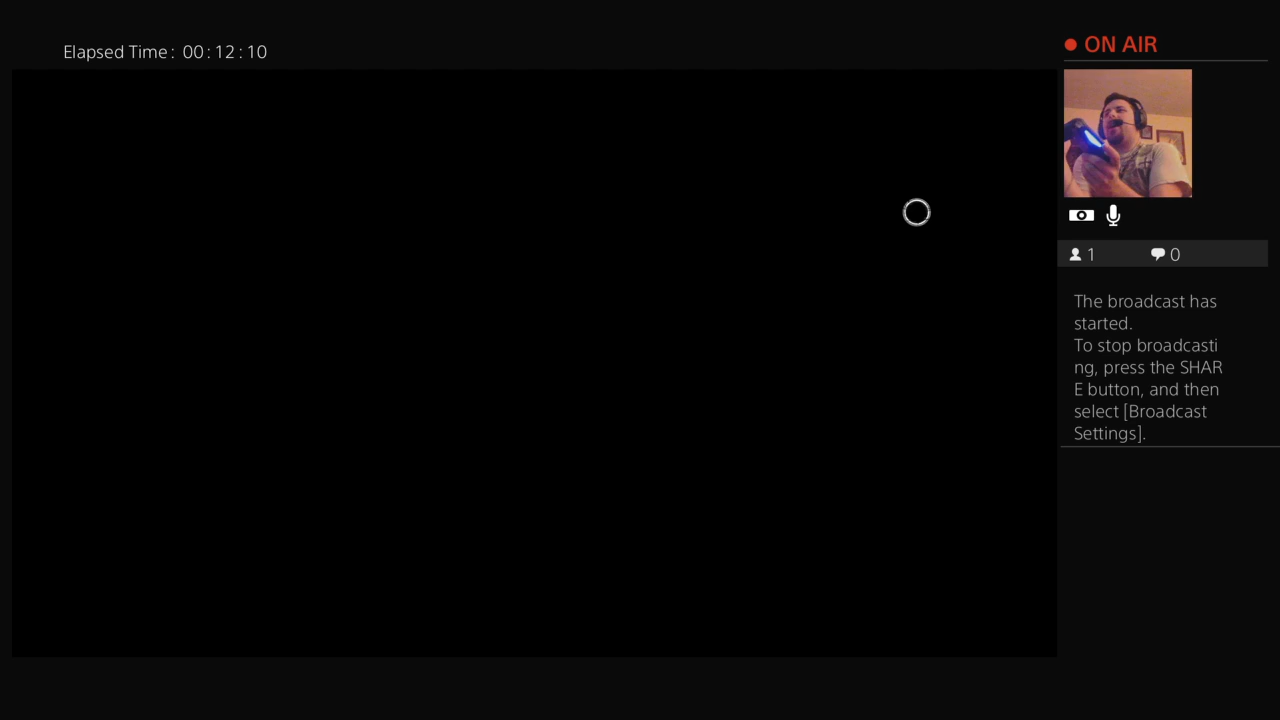 Elapsed Time: 00:12:10
ON AIR
1 0
The broadcast has
started.
To stop broadcasti
ng, press the SHAR
E button, and then
select [Broadcast
Settings].